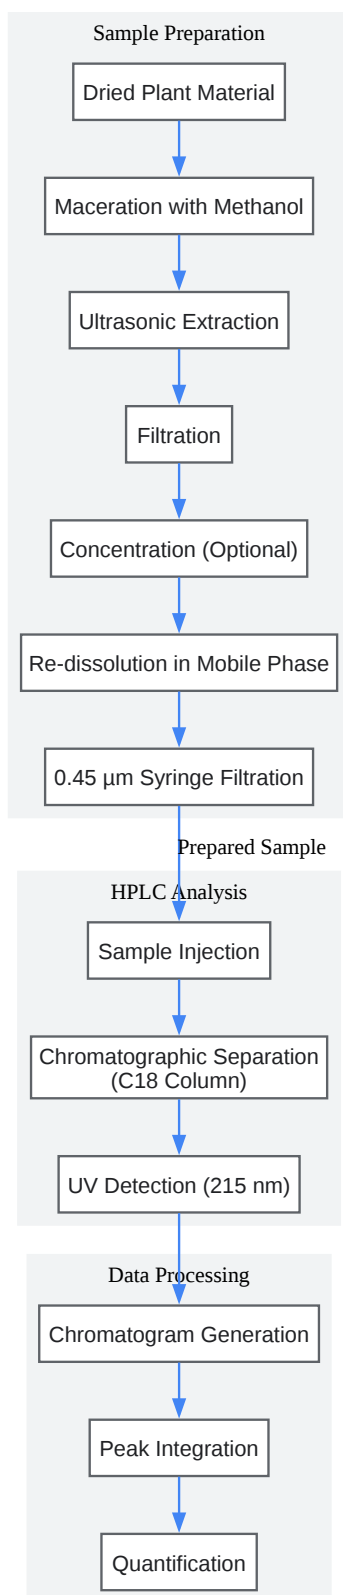 Sample Preparation
Dried Plant Material
Maceration with Methanol
Ultrasonic Extraction
Filtration
Concentration (Optional)
Re-dissolution in Mobile Phase
0.45 µm Syringe Filtration
Prepared Sample
HPLC Analysis
Sample Injection
Chromatographic Separation
(C18 Column)
UV Detection (215 nm)
Data Processing
Chromatogram Generation
Peak Integration
Quantification